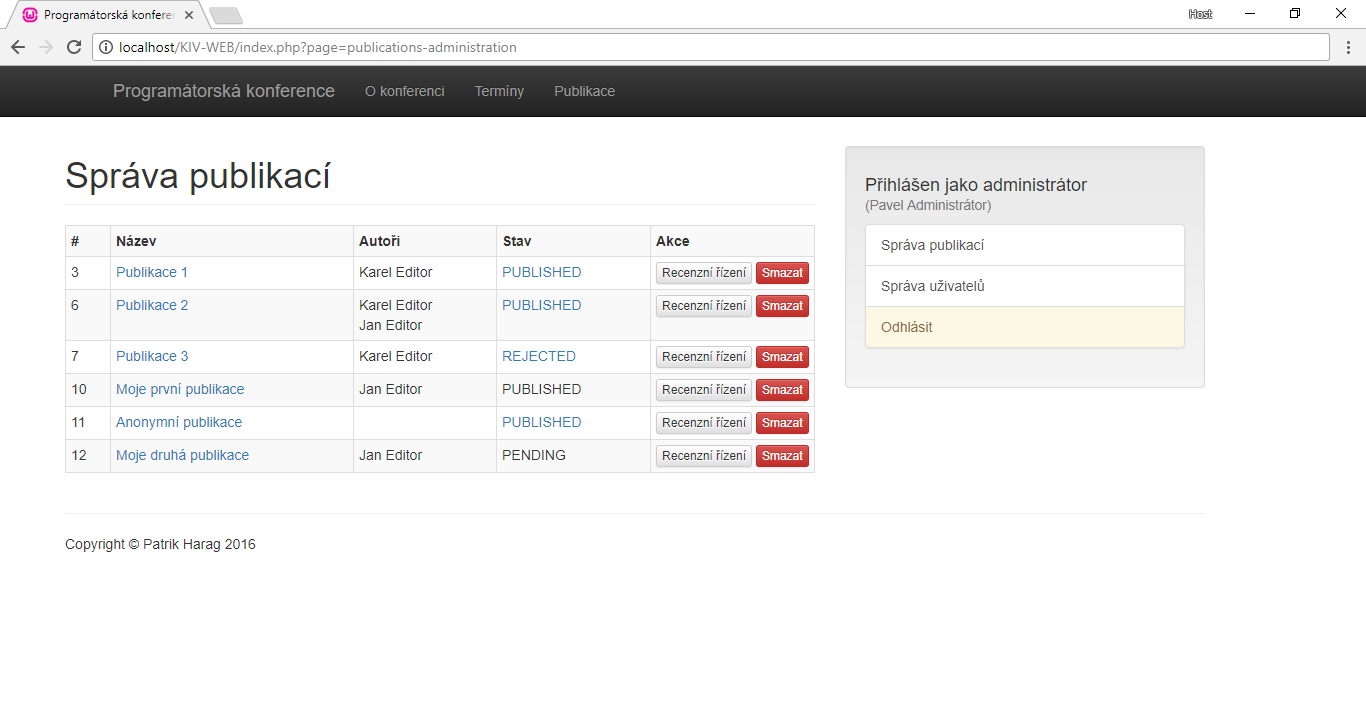 Programátorská konferen
Host
localhost/KIV-WEB/index.php?page=publications-administration
Programátorská konference O konferenci Termíny Publikace
Správa publikací
# Název Autoři Stav Akce
3 Publikace 1 Karel Editor PUBLISHED Recenzní řízení Smazat
6 Publikace 2 Karel Editor PUBLISHED Recenzní řízení Smazat
Jan Editor
7 Publikace 3 Karel Editor REJECTED Recenzní řízení Smazat
10 Moje první publikace Jan Editor PUBLISHED Recenzní řízení Smazat
11 Anonymní publikace PUBLISHED Recenzní řízení Smazat
12 Moje druhá publikace Jan Editor PENDING Recenzní řízení Smazat
Přihlášen jako administrátor
(Pavel Administrátor)
Správa publikací
Správa uživatelů
Odhlásit
Copyright © Patrik Harag 2016